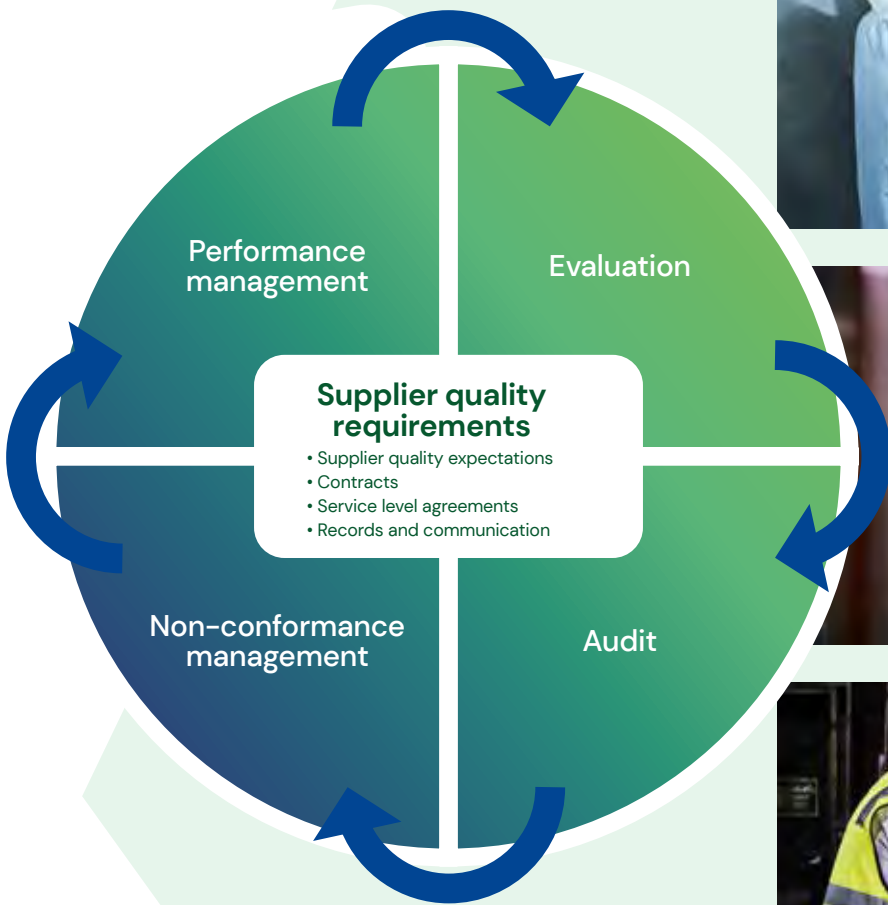 Performance
management
Evaluation
Supplier quality
requirements
• Supplier quality expectations
• Contracts
• Service level agreements
• Records and communication
Non-conformance
management
Audit